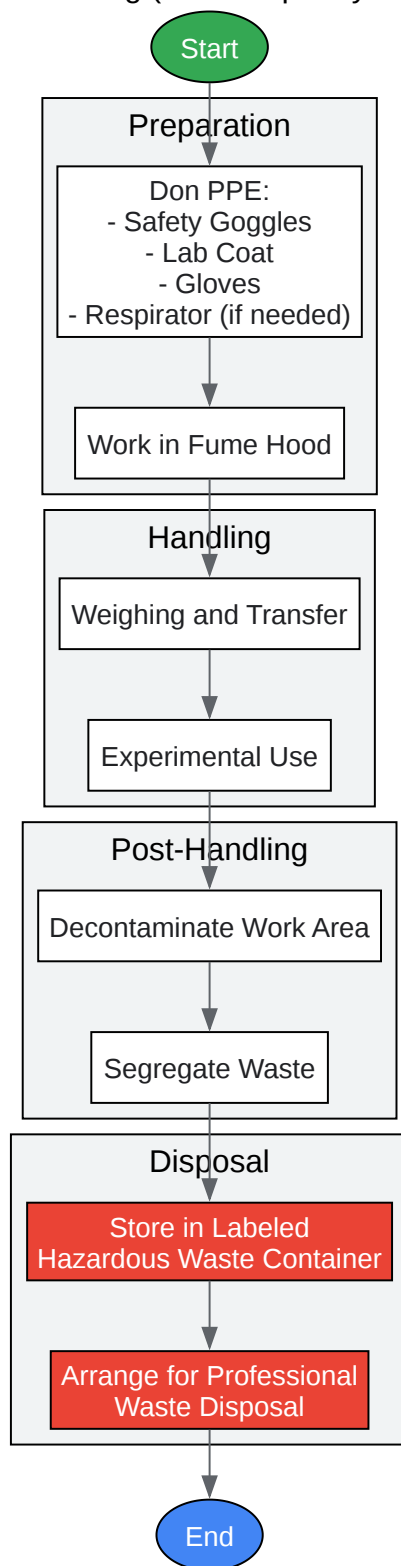 Start
Preparation
Don PPE:
- Safety Goggles
- Lab Coat
- Gloves
- Respirator (if needed)
Work in Fume Hood
Handling
Weighing and Transfer
Experimental Use
Post-Handling
Decontaminate Work Area
Segregate Waste
Disposal
Store in Labeled
Hazardous Waste Container
Arrange for Professional
Waste Disposal
End